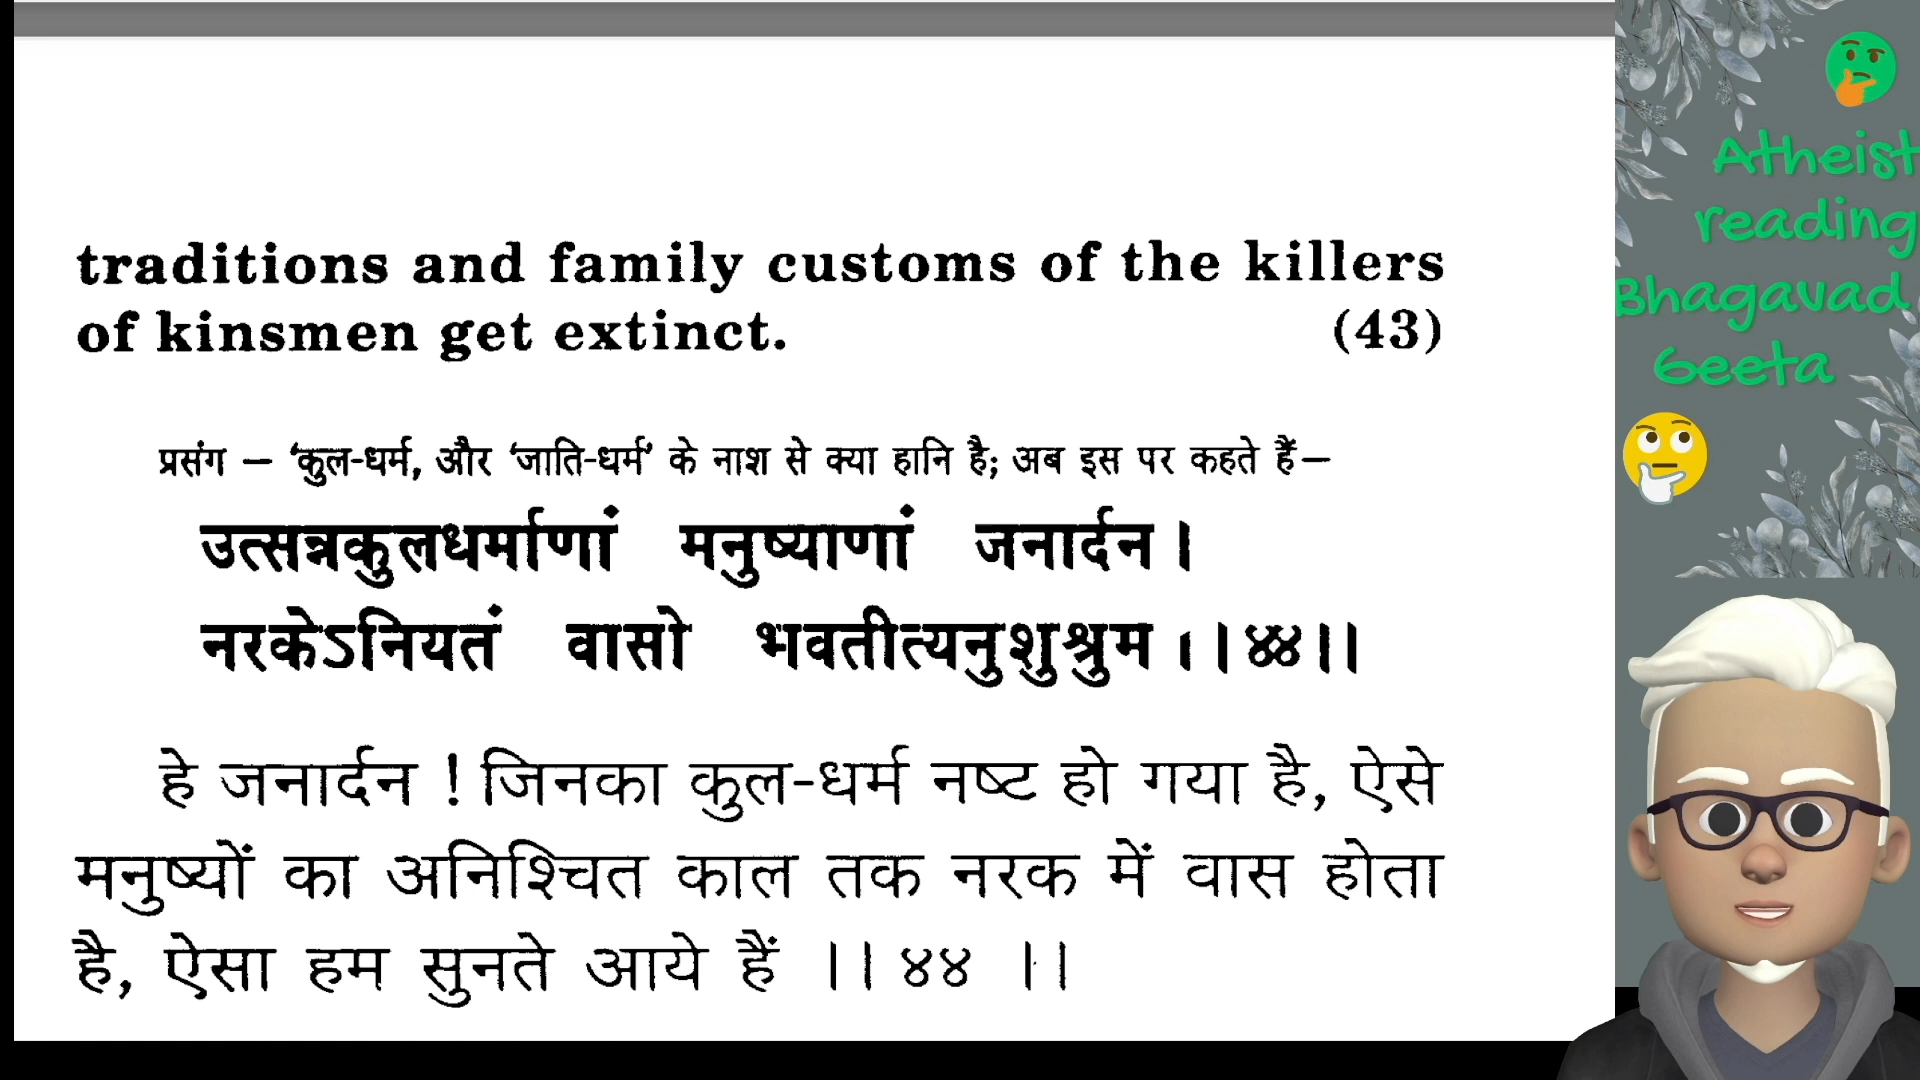 traditions and family customs of the killers
of kinsmen get extinct. (43)
प्रसंग – ‘कुल-धर्म, और ‘जाति-धर्म’ के नाश से क्या हानि है; अब इस पर कहते हैं–
उत्सन्नकुलधर्माणां मनुष्याणां जनार्दन।
नरकेऽनियतं वासो भवतीत्यनुशुश्रुम ।।४४।।
हे जनार्दन ! जिनका कुल-धर्म नष्ट हो गया है, ऐसे
मनुष्यों का अनिश्चित काल तक नरक में वास होता
है, ऐसा हम सुनते आये हैं ।।४४ ।।
Atheist
reading
Bhagavad
Geeta